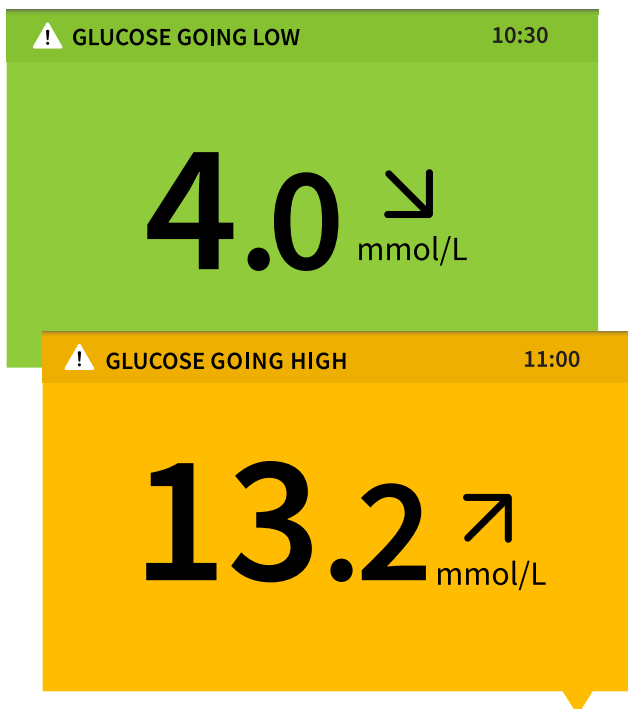 GLUCOSE GOING LOW 10:30
4.0 mmol/L
GLUCOSE GOING HIGH 11:00
13.2 mmol/L